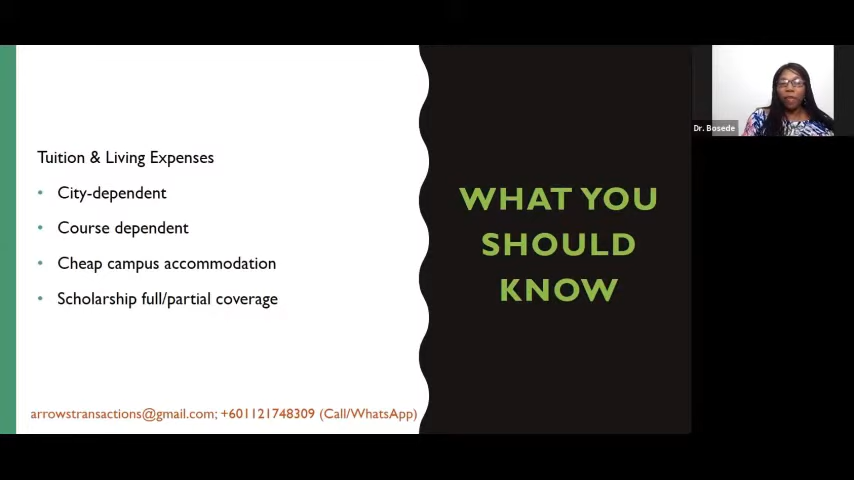 Tuition & Living Expenses
• City-dependent
• Course dependent
• Cheap campus accommodation
• Scholarship full/partial coverage
arrowstransactions@gmail.com; +601121748309 (Call/WhatsApp)
WHAT YOU
SHOULD
KNOW
Dr. Bosede